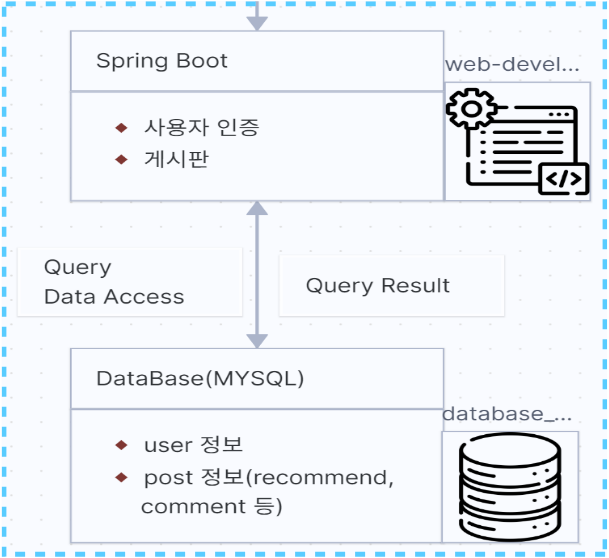 Spring Boot
web-devel...
사용자 인증
게시판
</>
Query
Data Access
Query Result
DataBase(MYSQL)
database_...
user 정보
post 정보(recommend,
comment 등)